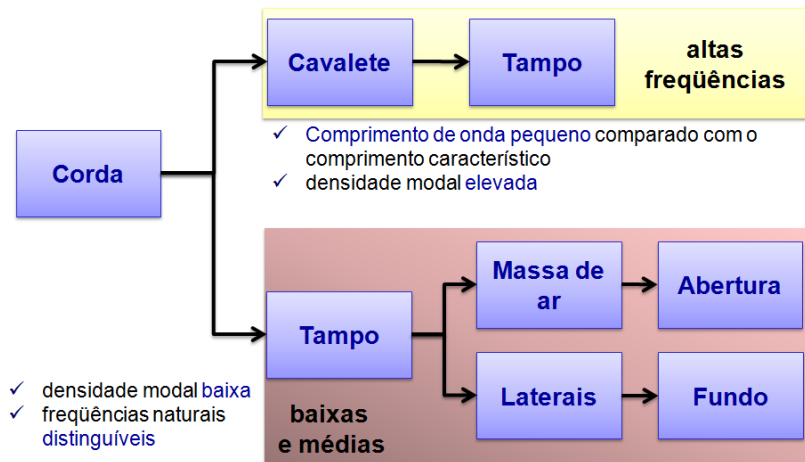 Corda
Cavalete
Tampo
altas
freqüências
✓ Comprimento de onda pequeno comparado com o
comprimento característico
✓ densidade modal elevada
Tampo
Massa de
ar
Abertura
Laterais
Fundo
baixas
e médias
✓ densidade modal baixa
✓ freqüências naturais
distinguíveis